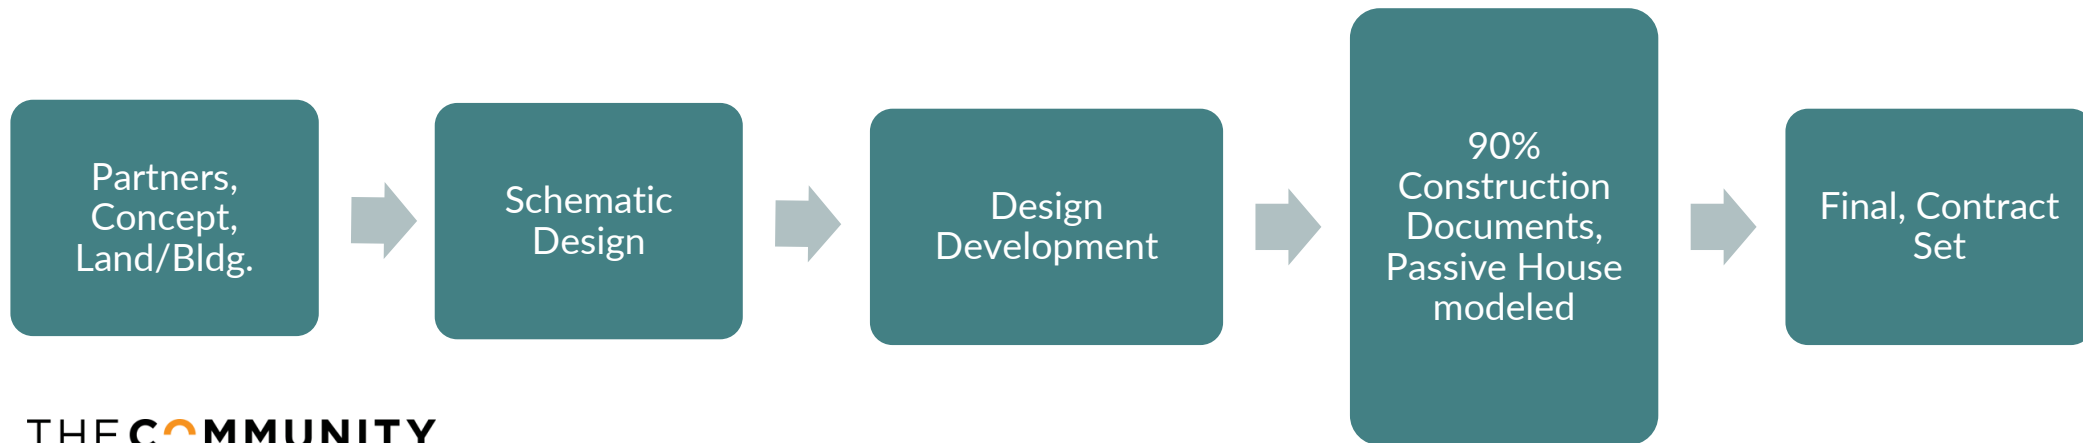 Partners,
Concept,
Land/Bldg.
Schematic
Design
Design
Development
90%
Construction
Documents,
Passive House
modeled
Final, Contract
Set
THE COMMUNITY